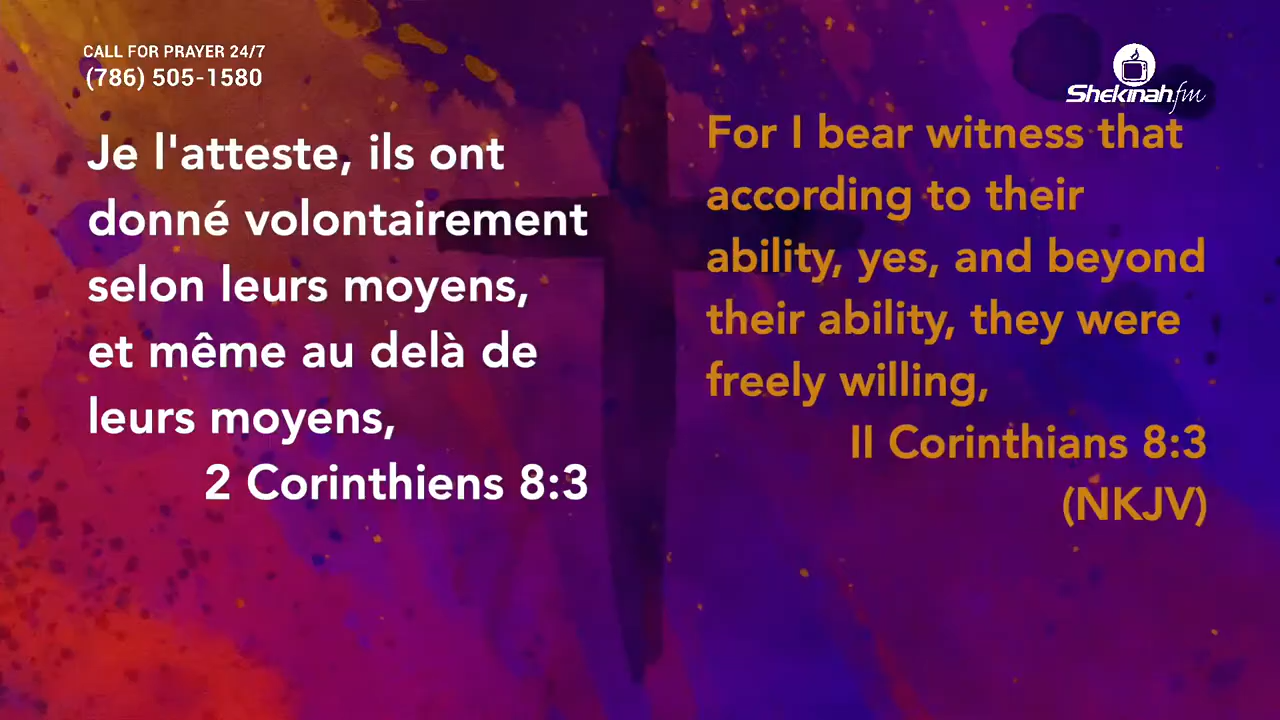 CALL FOR PRAYER 24/7
(786) 505-1580
Shekinah.fm
Je l'atteste, ils ont
donné volontairement
selon leurs moyens,
et même au delà de
leurs moyens,
2 Corinthiens 8:3
For I bear witness that
according to their
ability, yes, and beyond
their ability, they were
freely willing,
II Corinthians 8:3
(NKJV)